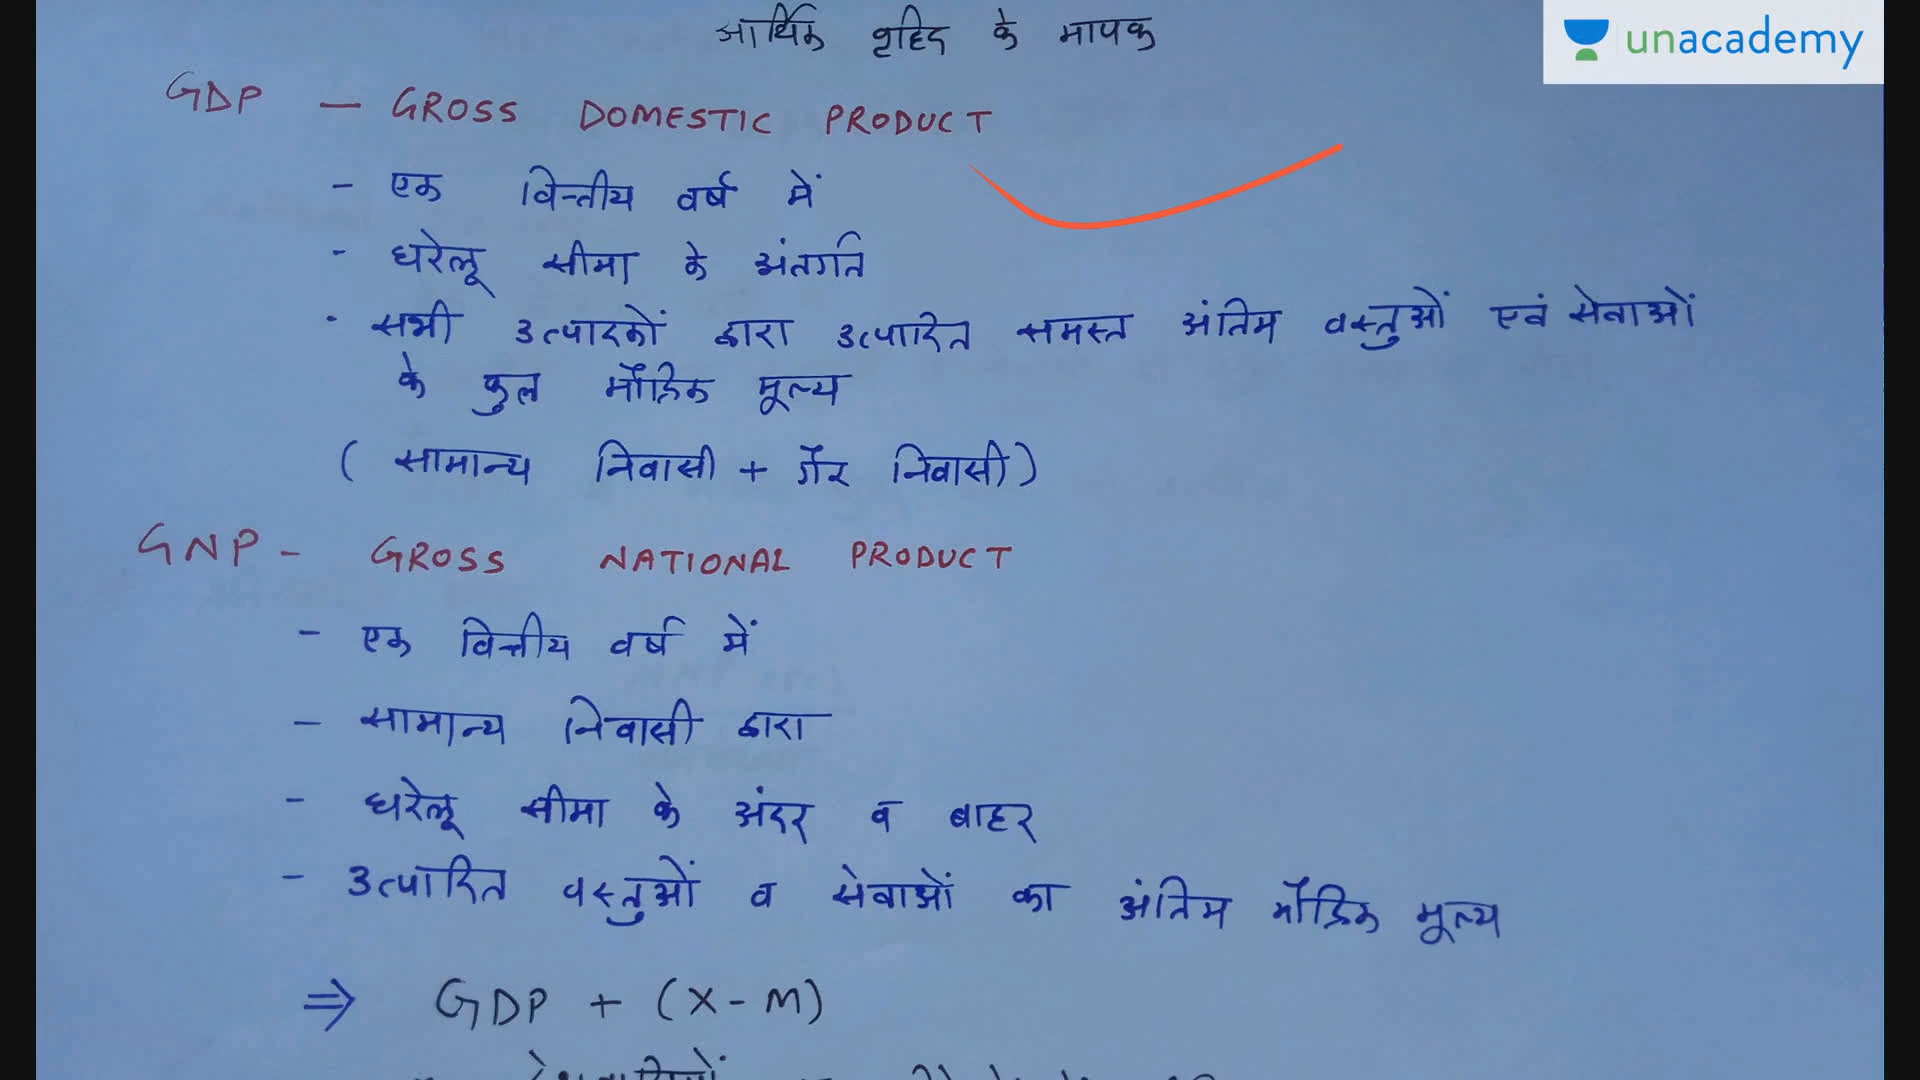 आर्थिक वृद्धि के मापक
unacademy
GDP — GROSS DOMESTIC PRODUCT
- एक वित्तीय वर्ष में
- घरेलू सीमा के अंतर्गत
- सभी उत्पादकों द्वारा उत्पादित समस्त अंतिम वस्तुओं एवं सेवाओं
के कुल मौद्रिक मूल्य
( सामान्य निवासी + गैर निवासी )
GNP - GROSS NATIONAL PRODUCT
- एक वित्तीय वर्ष में
- सामान्य निवासी द्वारा
- घरेलू सीमा के अंदर व बाहर
- उत्पादित वस्तुओं व सेवाओं का अंतिम मौद्रिक मूल्य
⇒ GDP + (X - M)